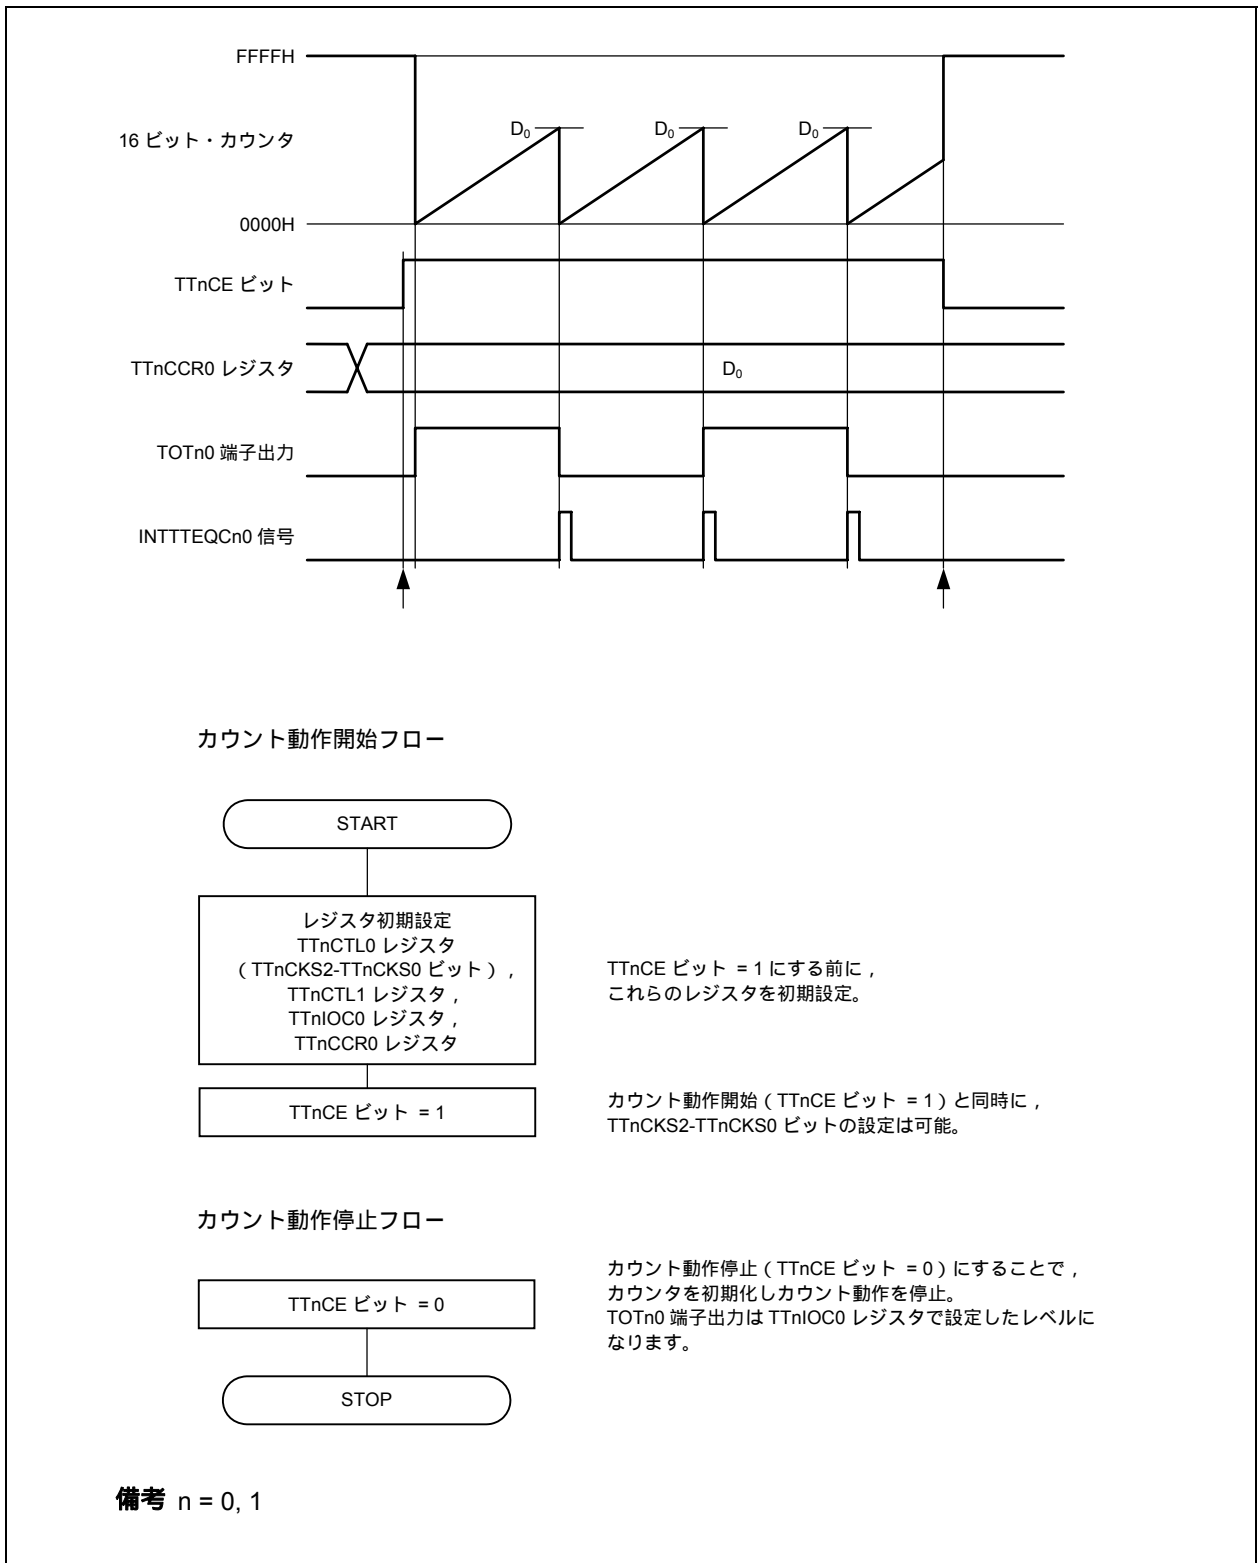 FFFFH
D₀ D₀ D₀
16 ビット・カウンタ
0000H
TTnCE ビット
TTnCCR0 レジスタ
D₀
TOTn0 端子出力
INTTTEQCn0 信号
カウント動作開始フロー
START
レジスタ初期設定
TTnCTL0 レジスタ
（TTnCKS2-TTnCKS0 ビット），
TTnCTL1 レジスタ，
TTnIOC0 レジスタ，
TTnCCR0 レジスタ
TTnCE ビット = 1 にする前に，
これらのレジスタを初期設定。
TTnCE ビット = 1
カウント動作開始（TTnCE ビット = 1）と同時に，
TTnCKS2-TTnCKS0 ビットの設定は可能。
カウント動作停止フロー
TTnCE ビット = 0
カウント動作停止（TTnCE ビット = 0）にすることで，
カウンタを初期化しカウント動作を停止。
TOTn0 端子出力は TTnIOC0 レジスタで設定したレベルに
なります。
STOP
備考 n = 0, 1